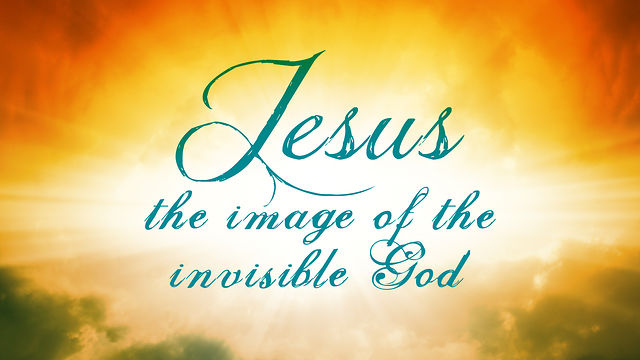 Jesus
the image of the
invisible God